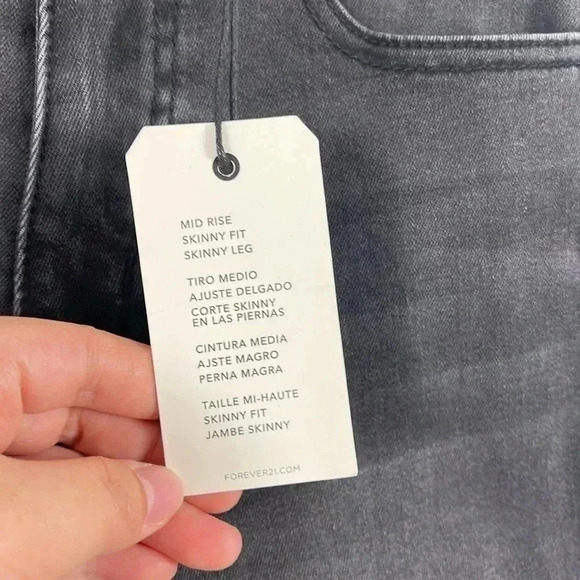 MID RISE
SKINNY FIT
SKINNY LEG
TIRO MEDIO
AJUSTE DELGADO
CORTE SKINNY
EN LAS PIERNAS
CINTURA MEDIA
AJSTE MAGRO
PERNA MAGRA
TAILLE MI-HAUTE
SKINNY FIT
JAMBE SKINNY
FOREVER21.COM